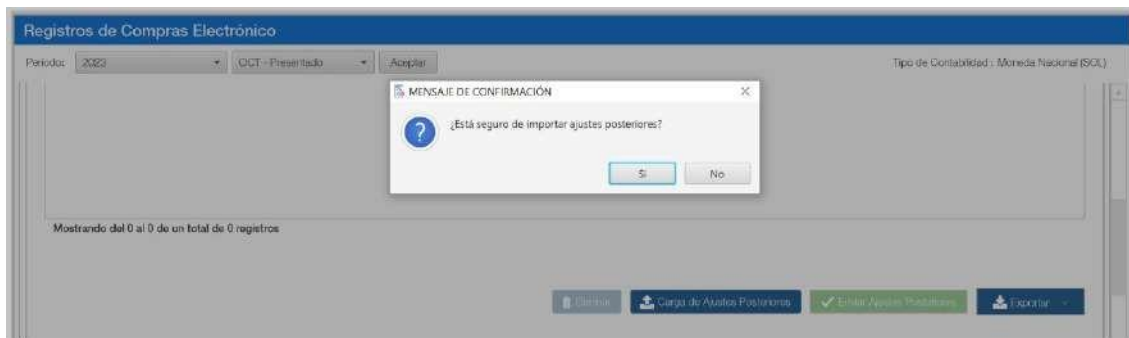 Registros de Compras Electrónico
Periodo: 2023 OCT - Presentado Aceptar Tipo de Contabilidad : Moneda Nacional (SOL)
MENSAJE DE CONFIRMACIÓN
¿Está seguro de importar ajustes posteriores?
Si No
Mostrando del 0 al 0 de un total de 0 registros
Eliminar Carga de Ajustes Posteriores Enviar Ajustes Posteriores Exportar